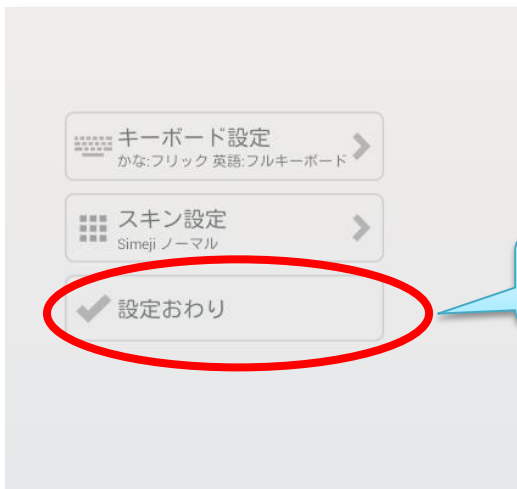 キーボード設定
かな:フリック 英語:フルキーボード
スキン設定
Simeji ノーマル
設定おわり